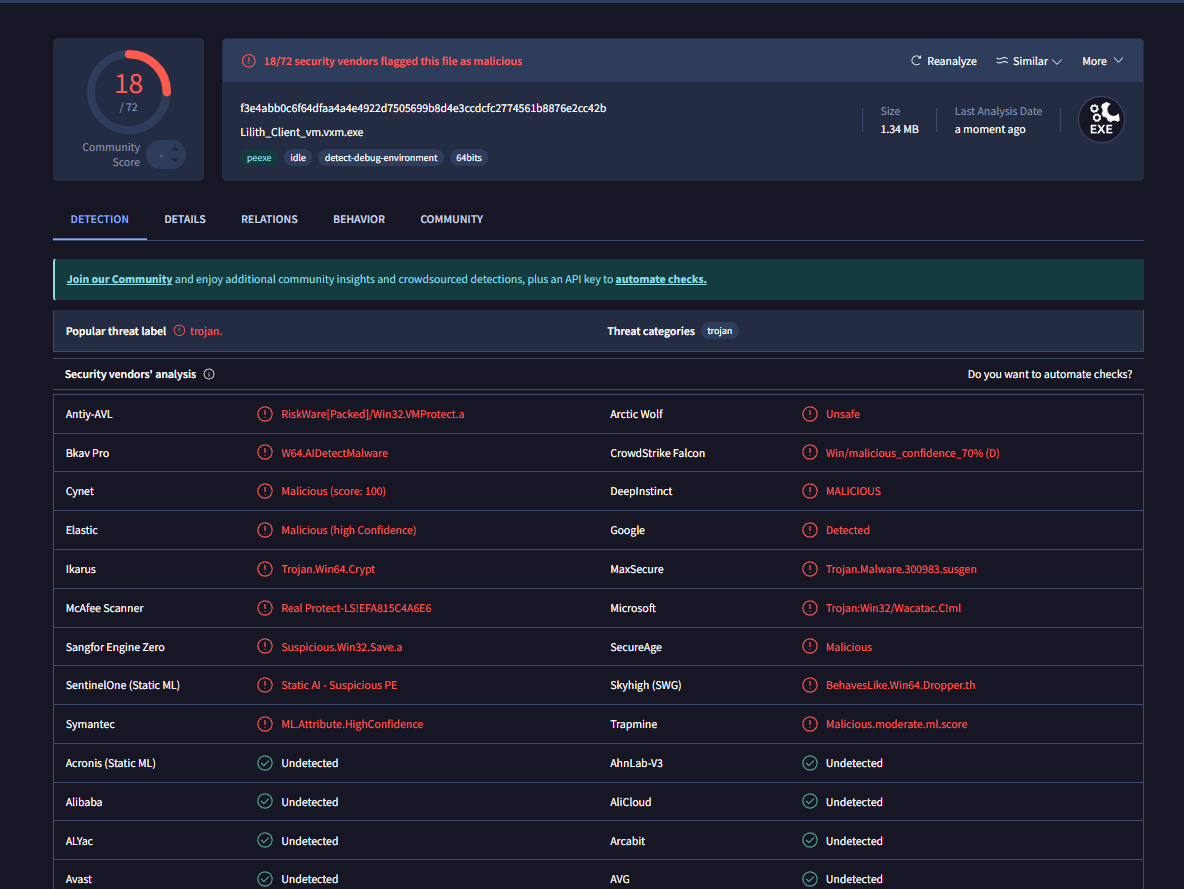 18
/ 72
Community
Score
18/72 security vendors flagged this file as malicious
Reanalyze
Similar
More
f3e4abb0c6f64dfaa4a4e4922d7505699b8d4e3ccdcfc2774561b8876e2cc42b
Lilith_Client_vm.vxm.exe
peexe idle detect-debug-environment 64bits
Size
1.34 MB
Last Analysis Date
a moment ago
EXE
DETECTION DETAILS RELATIONS BEHAVIOR COMMUNITY
Join our Community and enjoy additional community insights and crowdsourced detections, plus an API key to automate checks.
Popular threat label trojan. Threat categories trojan
Security vendors' analysis Do you want to automate checks?
Antiy-AVL RiskWare[Packed]/Win32.VMProtect.a Arctic Wolf Unsafe
Bkav Pro W64.AIDetectMalware CrowdStrike Falcon Win/malicious_confidence_70% (D)
Cynet Malicious (score: 100) DeepInstinct MALICIOUS
Elastic Malicious (high Confidence) Google Detected
Ikarus Trojan.Win64.Crypt MaxSecure Trojan.Malware.300983.susgen
McAfee Scanner Real Protect-LS!EFA815C4A6E6 Microsoft Trojan:Win32/Wacatac.C!ml
Sangfor Engine Zero Suspicious.Win32.Save.a SecureAge Malicious
SentinelOne (Static ML) Static AI - Suspicious PE Skyhigh (SWG) BehavesLike.Win64.Dropper.th
Symantec ML.Attribute.HighConfidence Trapmine Malicious.moderate.ml.score
Acronis (Static ML) Undetected AhnLab-V3 Undetected
Alibaba Undetected AliCloud Undetected
ALYac Undetected Arcabit Undetected
Avast Undetected AVG Undetected